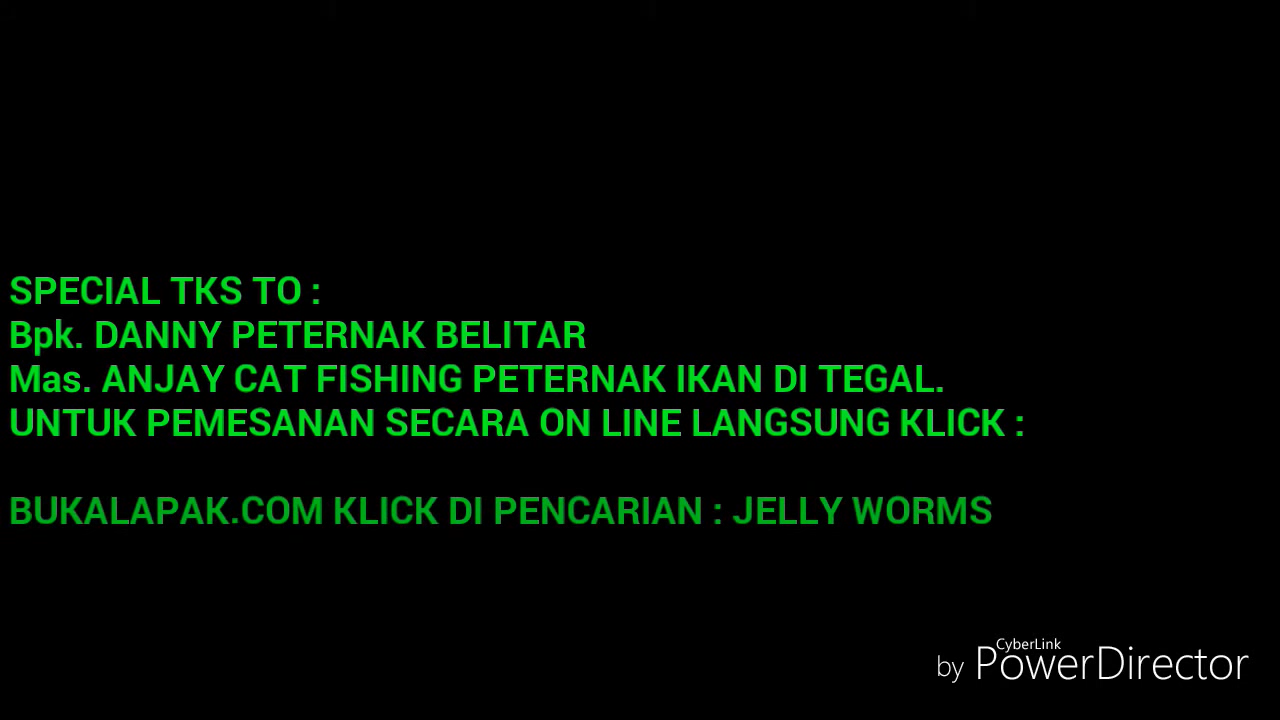 SPECIAL TKS TO :
Bpk. DANNY PETERNAK BELITAR
Mas. ANJAY CAT FISHING PETERNAK IKAN DI TEGAL.
UNTUK PEMESANAN SECARA ON LINE LANGSUNG KLICK :
BUKALAPAK.COM KLICK DI PENCARIAN : JELLY WORMS
CyberLink
by PowerDirector